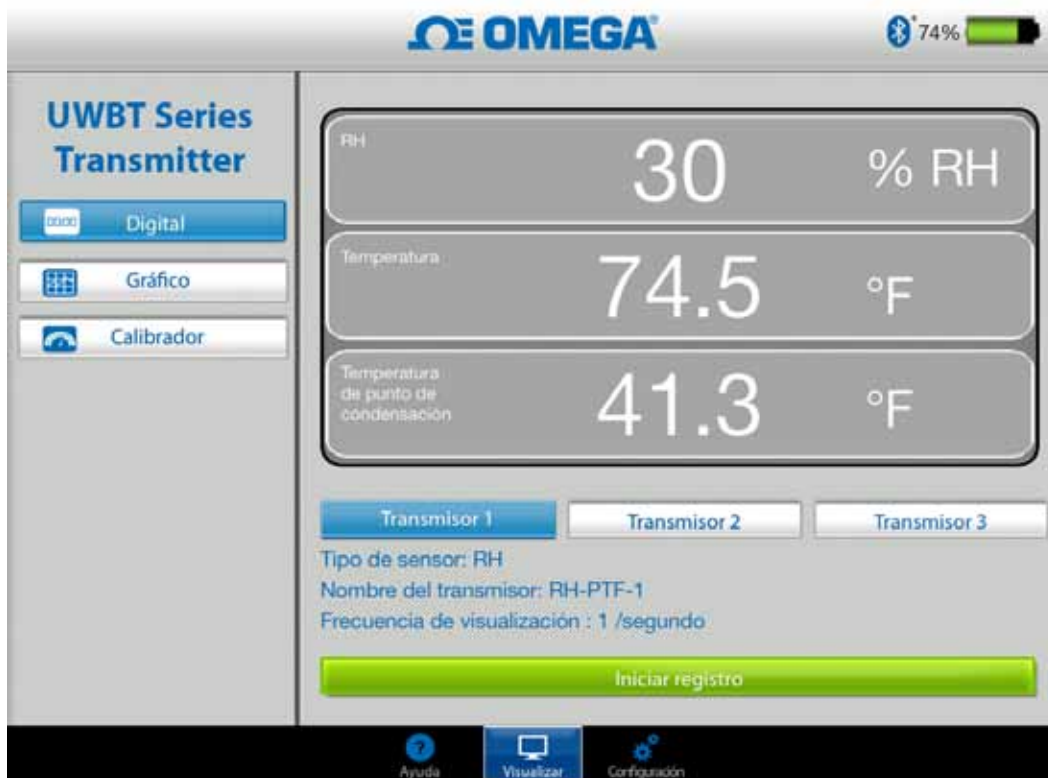 OMEGA
74%
UWBT Series
Transmitter
Digital
Gráfico
Calibrador
RH
30
% RH
Temperatura
74.5
°F
Temperatura
de punto de
condensación
41.3
°F
Transmisor 1
Transmisor 2
Transmisor 3
Tipo de sensor: RH
Nombre del transmisor: RH-PTF-1
Frecuencia de visualización : 1 /segundo
Iniciar registro
Ayuda
Visualizar
Configuración